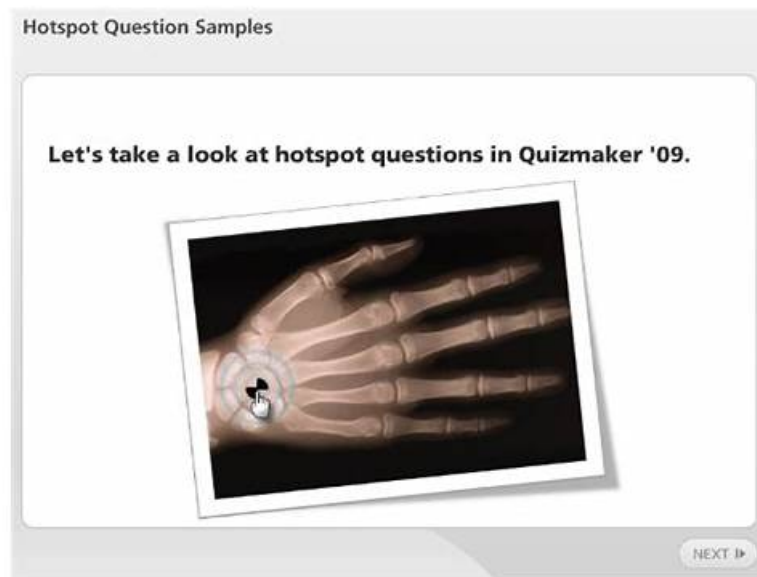 Hotspot Question Samples
Let's take a look at hotspot questions in Quizmaker '09.
NEXT